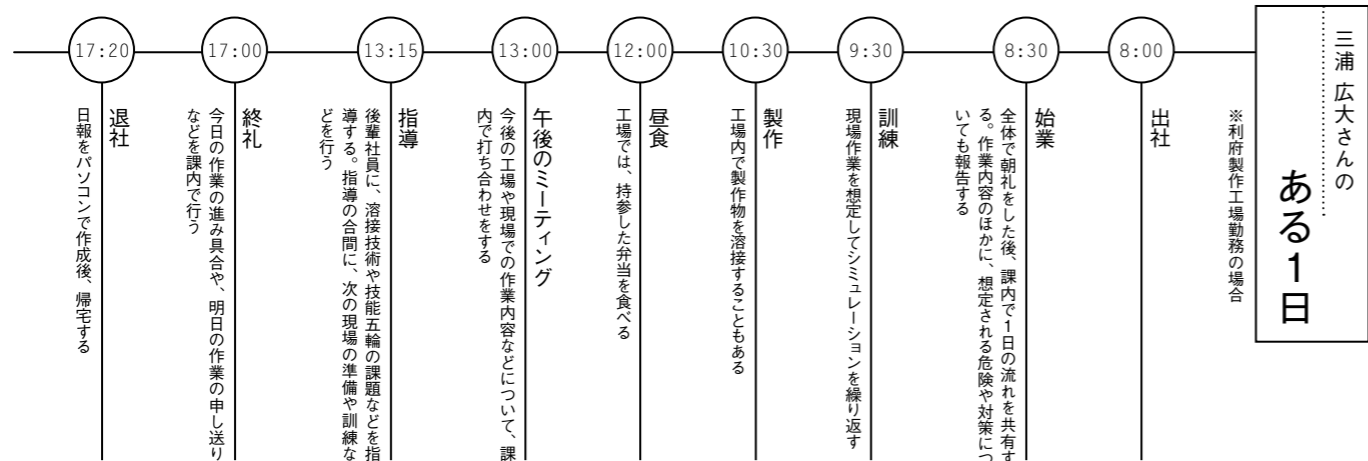 三浦 広大さんの
ある1日
※利府製作工場勤務の場合
8:00
出社
8:30
始業
全体で朝礼をした後、課内で1日の流れを共有す
る。作業内容のほかに、想定される危険や対策につ
いても報告する
9:30
訓練
現場作業を想定してシミュレーションを繰り返す
10:30
製作
工場内で製作物を溶接することもある
12:00
昼食
工場では、持参した弁当を食べる
13:00
午後のミーティング
今後の工場や現場での作業内容などについて、課
内で打ち合わせをする
13:15
指導
後輩社員に、溶接技術や技能五輪の課題などを指
導する。指導の合間に、次の現場の準備や訓練な
どを行う
17:00
終礼
今日の作業の進み具合や、明日の作業の申し送り
などを課内で行う
17:20
退社
日報をパソコンで作成後、帰宅する